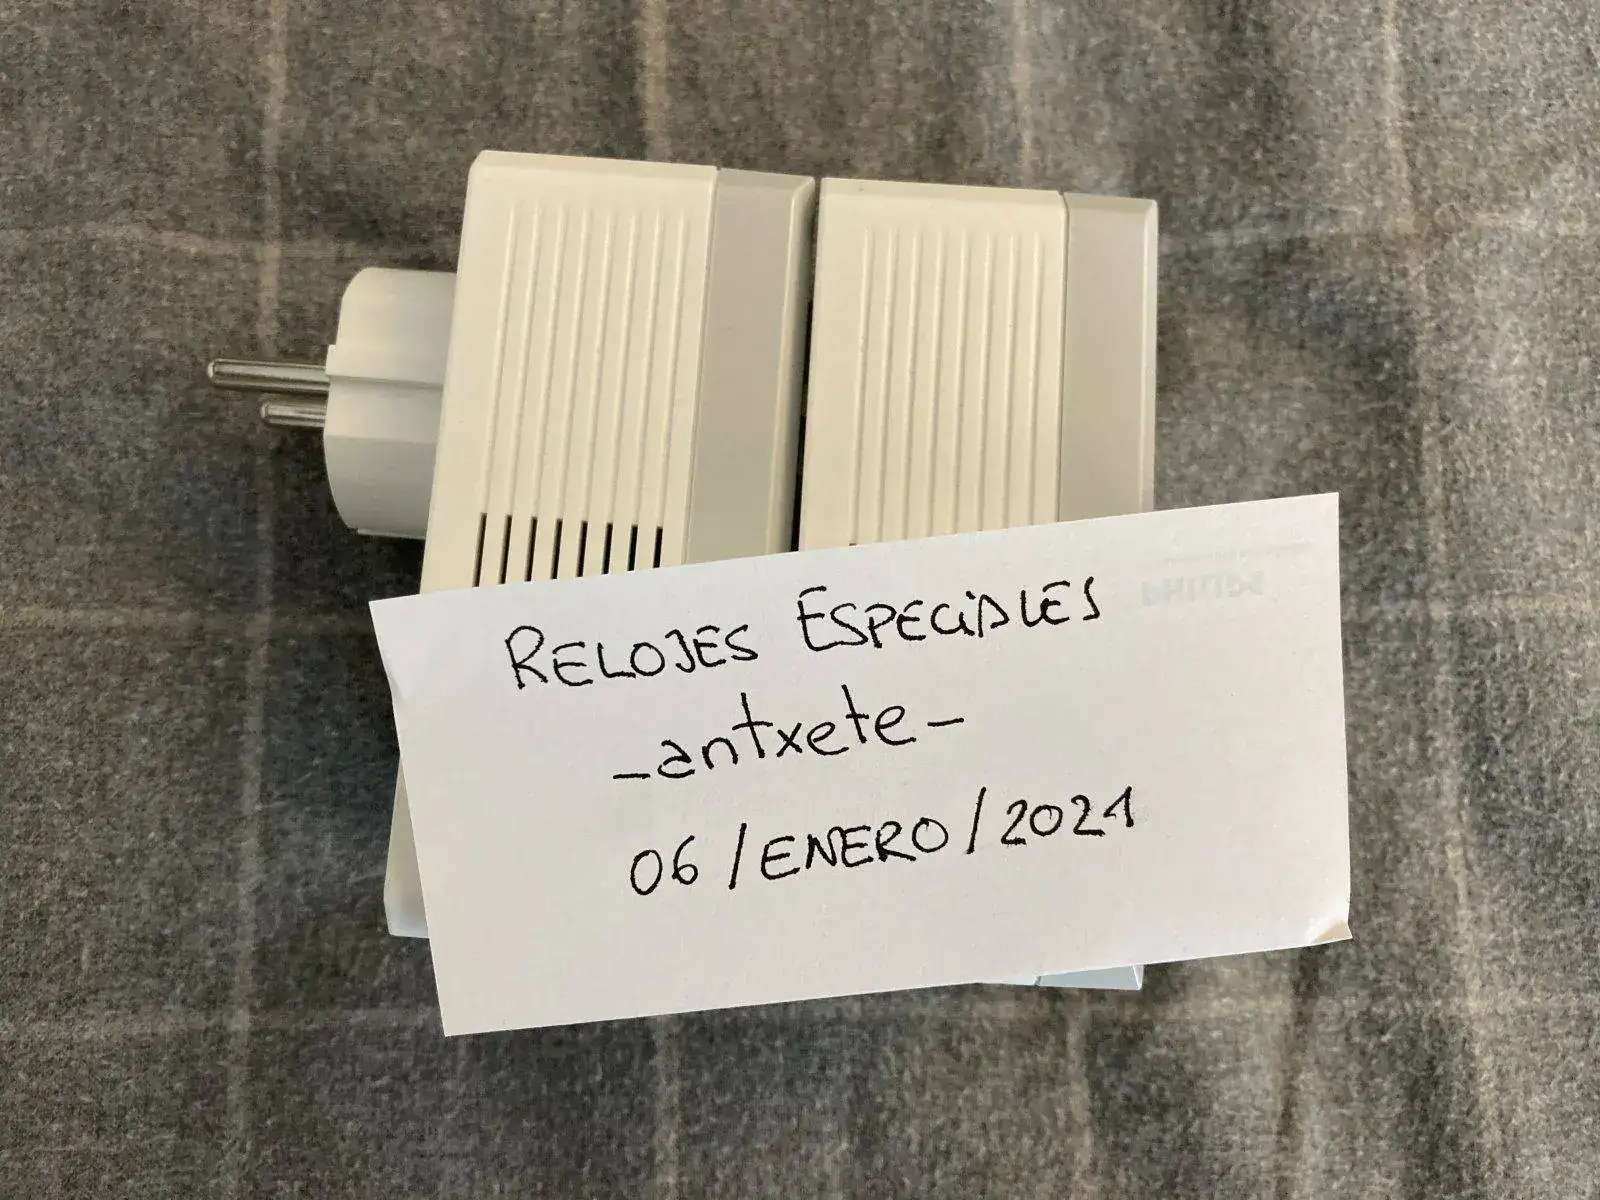 RELOJES ESPECIALES
-antxete-
06/ENERO/2021